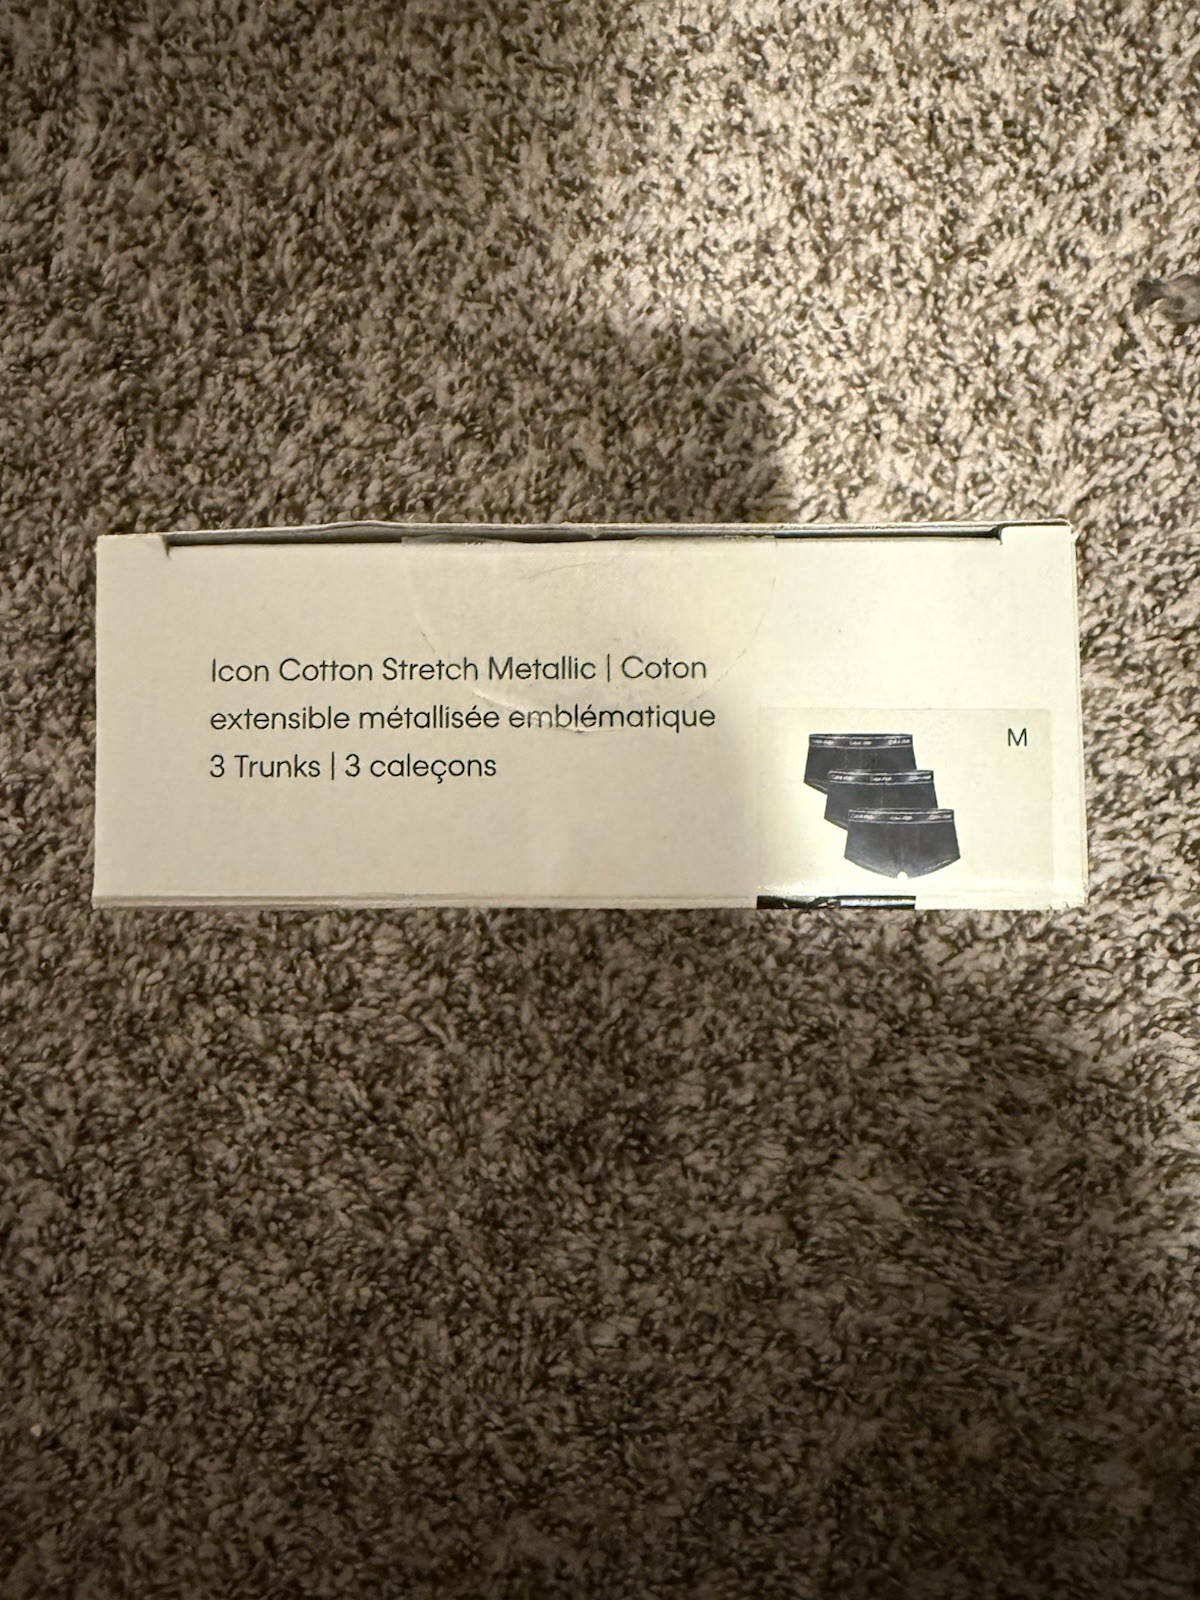 Icon Cotton Stretch Metallic | Coton
extensible métallisée emblématique
3 Trunks | 3 caleçons
M